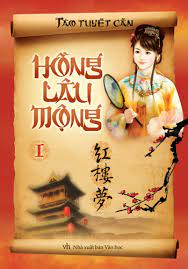 TÀO TUYẾT CẦN
HỒNG
LÂU
MỘNG
I
紅樓夢
Nhà xuất bản Văn học